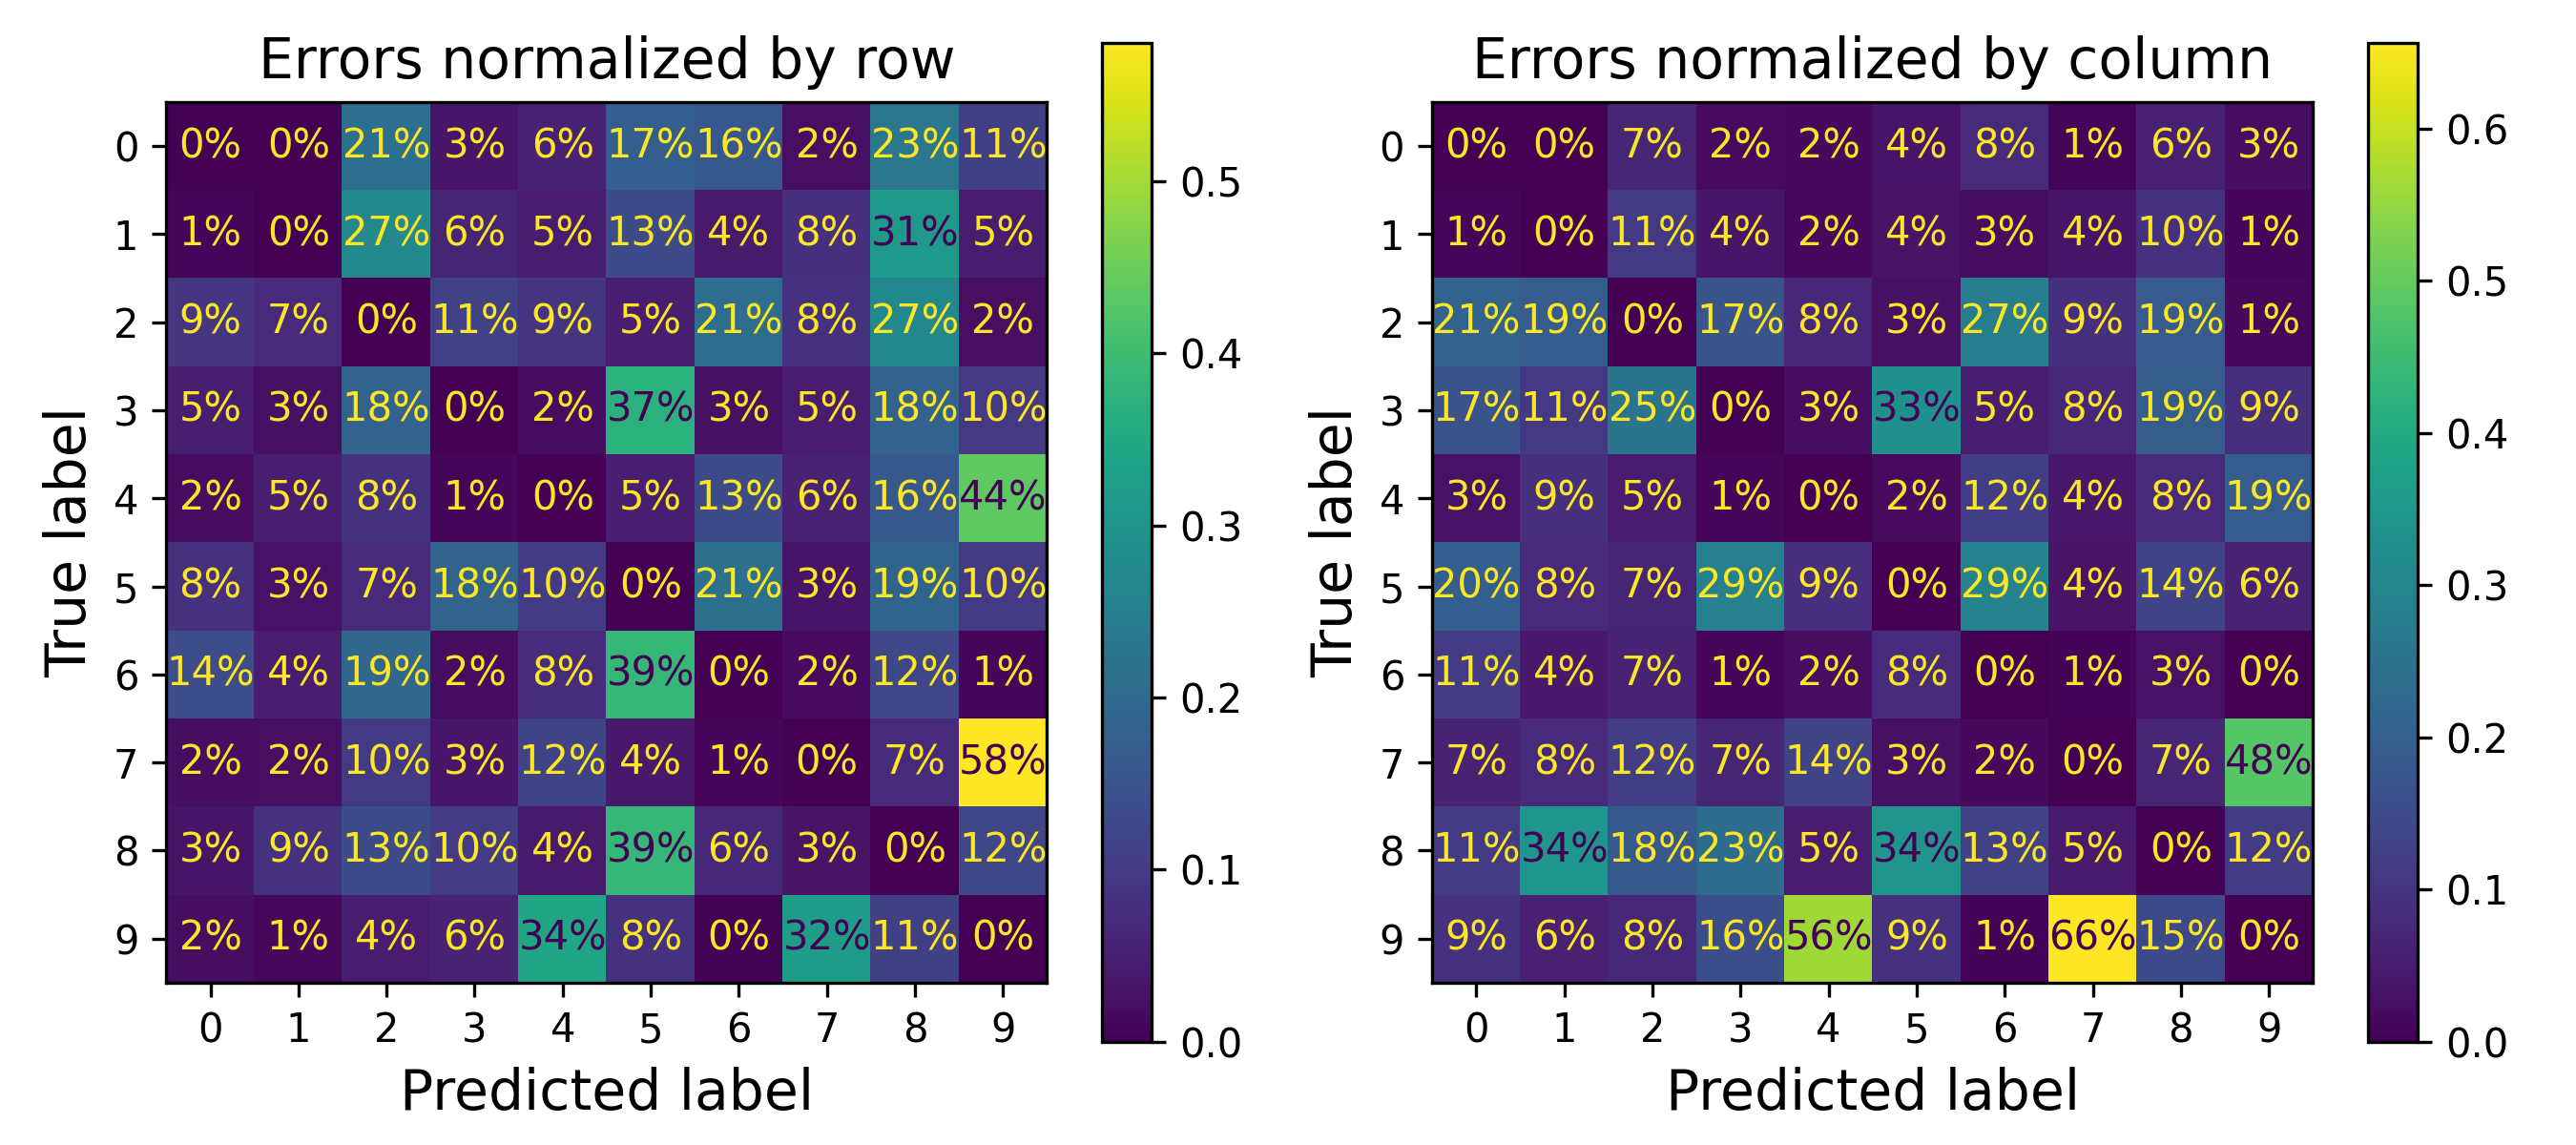 Errors normalized by row
0 0% 0% 21% 3% 6% 17% 16% 2% 23% 11%
1 1% 0% 27% 6% 5% 13% 4% 8% 31% 5%
2 9% 7% 0% 11% 9% 5% 21% 8% 27% 2%
3 5% 3% 18% 0% 2% 37% 3% 5% 18% 10%
4 2% 5% 8% 1% 0% 5% 13% 6% 16% 44%
5 8% 3% 7% 18% 10% 0% 21% 3% 19% 10%
6 14% 4% 19% 2% 8% 39% 0% 2% 12% 1%
7 2% 2% 10% 3% 12% 4% 1% 0% 7% 58%
8 3% 9% 13% 10% 4% 39% 6% 3% 0% 12%
9 2% 1% 4% 6% 34% 8% 0% 32% 11% 0%
0 1 2 3 4 5 6 7 8 9
Predicted label
True label
0.5
0.4
0.3
0.2
0.1
0.0
Errors normalized by column
0 0% 0% 7% 2% 2% 4% 8% 1% 6% 3%
1 1% 0% 11% 4% 2% 4% 3% 4% 10% 1%
2 21% 19% 0% 17% 8% 3% 27% 9% 19% 1%
3 17% 11% 25% 0% 3% 33% 5% 8% 19% 9%
4 3% 9% 5% 1% 0% 2% 12% 4% 8% 19%
5 20% 8% 7% 29% 9% 0% 29% 4% 14% 6%
6 11% 4% 7% 1% 2% 8% 0% 1% 3% 0%
7 7% 8% 12% 7% 14% 3% 2% 0% 7% 48%
8 11% 34% 18% 23% 5% 34% 13% 5% 0% 12%
9 9% 6% 8% 16% 56% 9% 1% 66% 15% 0%
0 1 2 3 4 5 6 7 8 9
Predicted label
True label
0.6
0.5
0.4
0.3
0.2
0.1
0.0